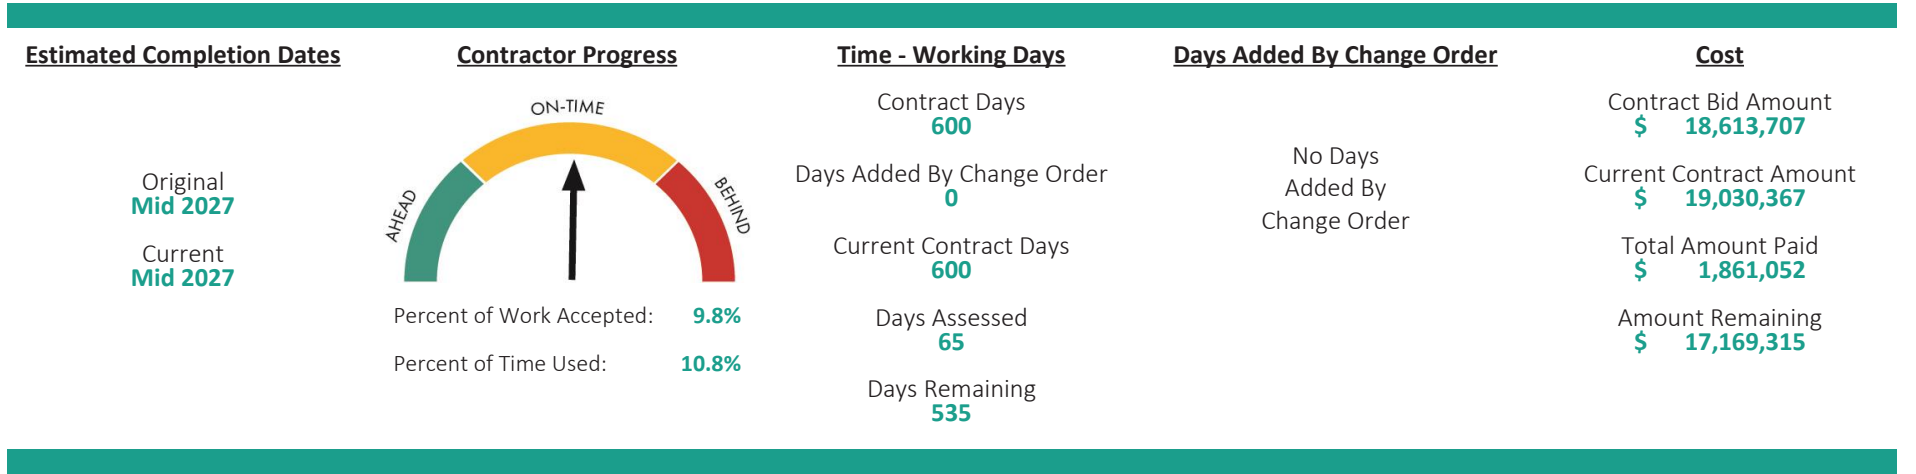 Estimated Completion Dates
Original
Mid 2027
Current
Mid 2027
Contractor Progress
ON-TIME
AHEAD
BEHIND
Percent of Work Accepted: 9.8%
Percent of Time Used: 10.8%
Time - Working Days
Contract Days
600
Days Added By Change Order
0
Current Contract Days
600
Days Assessed
65
Days Remaining
535
Days Added By Change Order
No Days
Added By
Change Order
Cost
Contract Bid Amount
$ 18,613,707
Current Contract Amount
$ 19,030,367
Total Amount Paid
$ 1,861,052
Amount Remaining
$ 17,169,315